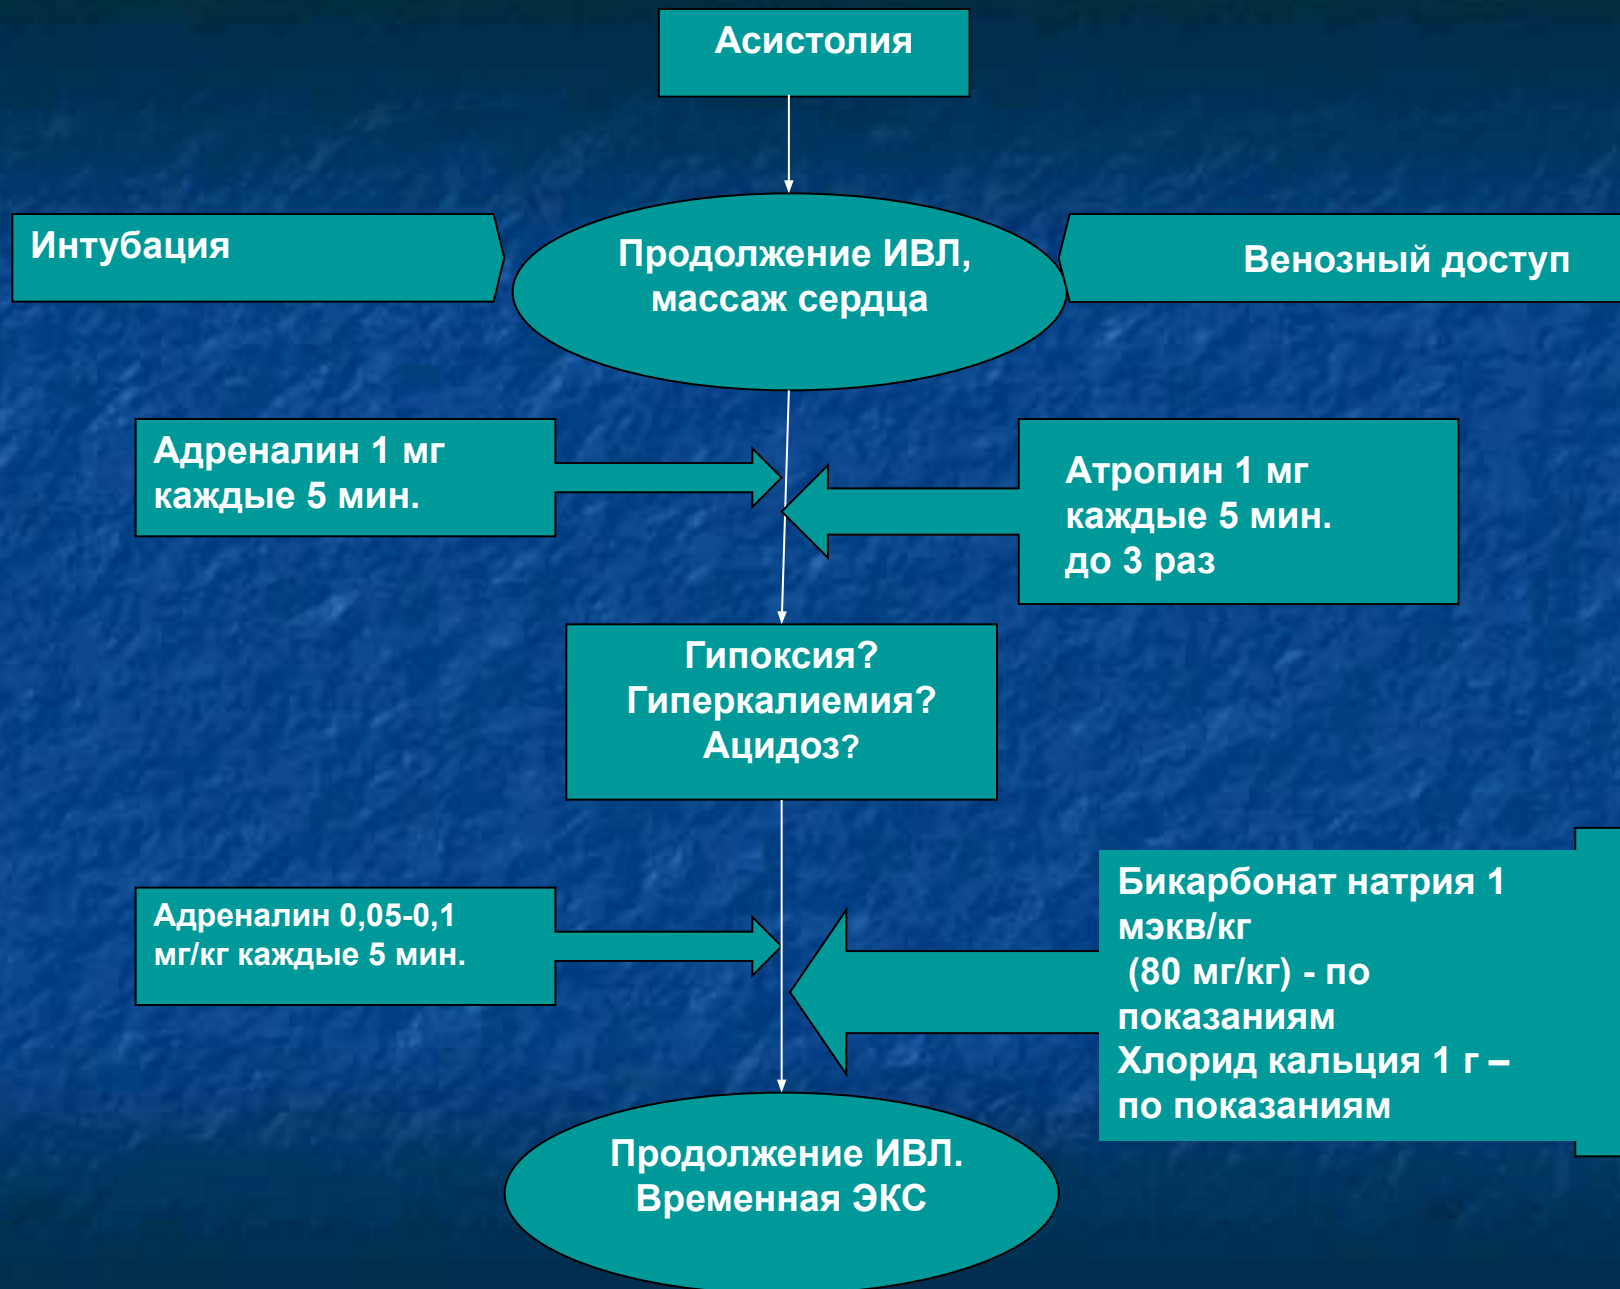 Асистолия
Интубация
Продолжение ИВЛ,
массаж сердца
Венозный доступ
Адреналин 1 мг
каждые 5 мин.
Атропин 1 мг
каждые 5 мин.
до 3 раз
Гипоксия?
Гиперкалиемия?
Ацидоз?
Адреналин 0,05-0,1
мг/кг каждые 5 мин.
Бикарбонат натрия 1
мэкв/кг
(80 мг/кг) - по
показаниям
Хлорид кальция 1 г –
по показаниям
Продолжение ИВЛ.
Временная ЭКС